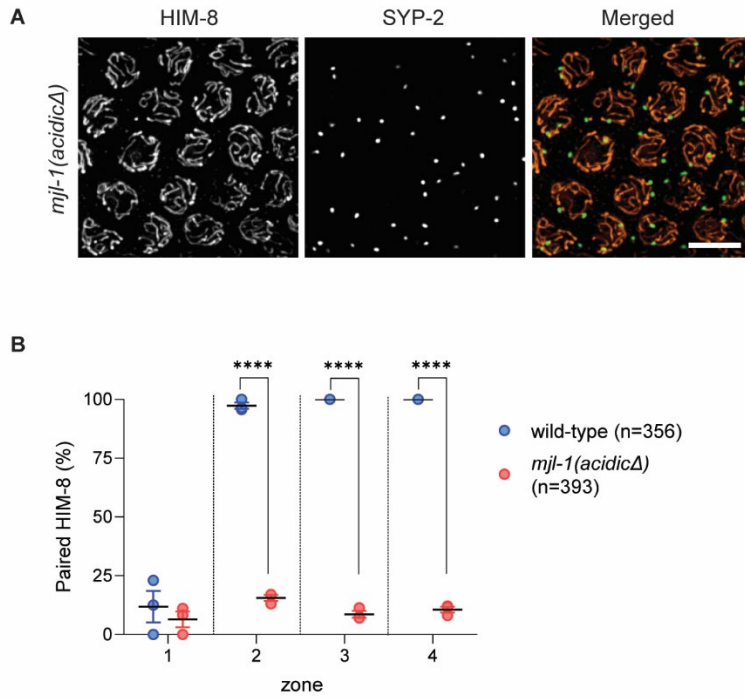 A
HIM-8
SYP-2
Merged
mjl-1(acidicΔ)
B
****
****
****
Paired HIM-8 (%)
100
75
50
25
0
1
2
3
4
zone
wild-type (n=356)
mjl-1(acidicΔ)
(n=393)